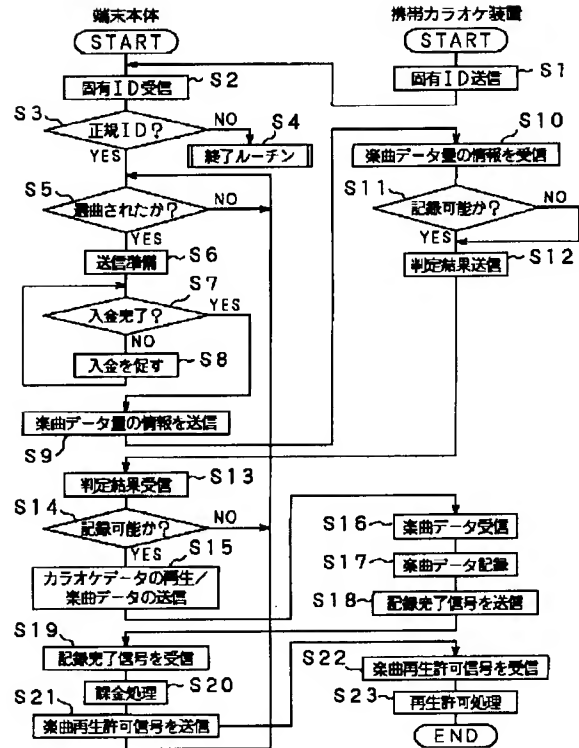 端末本体
携帯カラオケ装置
START
START
固有ID受信
S2
固有ID送信
S1
S3
正規ID?
NO
S4
YES
終了ルーチン
S10
楽曲データ量の情報を受信
S5
選曲されたか?
NO
S11
記録可能か?
NO
YES
S6
YES
S12
送信準備
判定結果送信
S7
入金完了?
YES
NO
S8
入金を促す
楽曲データ量の情報を送信
S9
S13
判定結果受信
S14
記録可能か?
NO
YES
S15
カラオケデータの再生/
楽曲データの送信
S16
楽曲データ受信
S17
楽曲データ記録
S18
記録完了信号を送信
S19
記録完了信号を受信
S20
課金処理
S21
楽曲再生許可信号を送信
S22
楽曲再生許可信号を受信
S23
再生許可処理
END